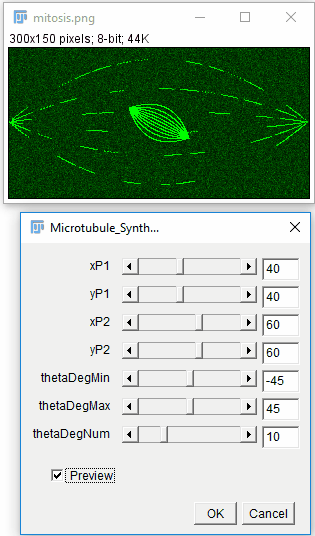 mitosis.png
300x150 pixels; 8-bit; 44K
Microtubule_Synth...
xP1 40
yP1 40
xP2 60
yP2 60
thetaDegMin -45
thetaDegMax 45
thetaDegNum 10
Preview
OK Cancel